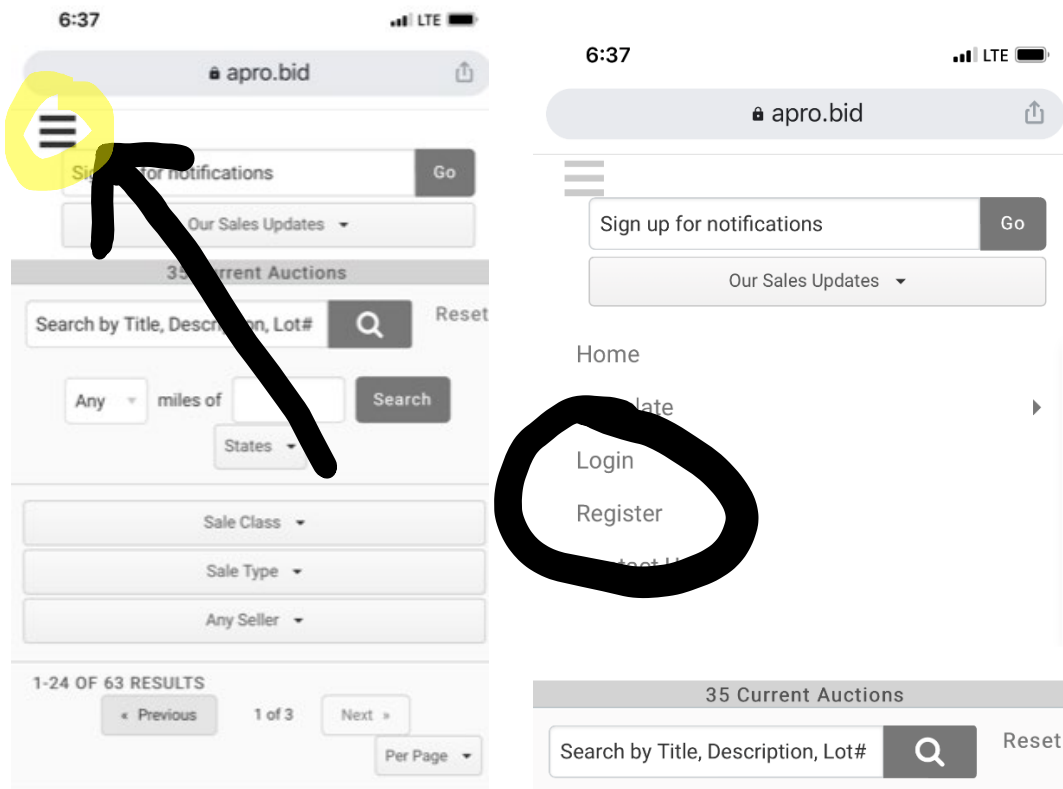 6:37
LTE
apro.bid
notifications
Go
Our Sales Updates
Current Auctions
Search by Title, Lot#
Reset
Any
miles of
Search
States
Sale Class
Sale Type
Any Seller
1-24 OF 63 RESULTS
« Previous
1 of 3
Next »
Per Page
6:37
LTE
apro.bid
Sign up for notifications
Go
Our Sales Updates
Home
Login
Register
35 Current Auctions
Search by Title, Description, Lot#
Reset